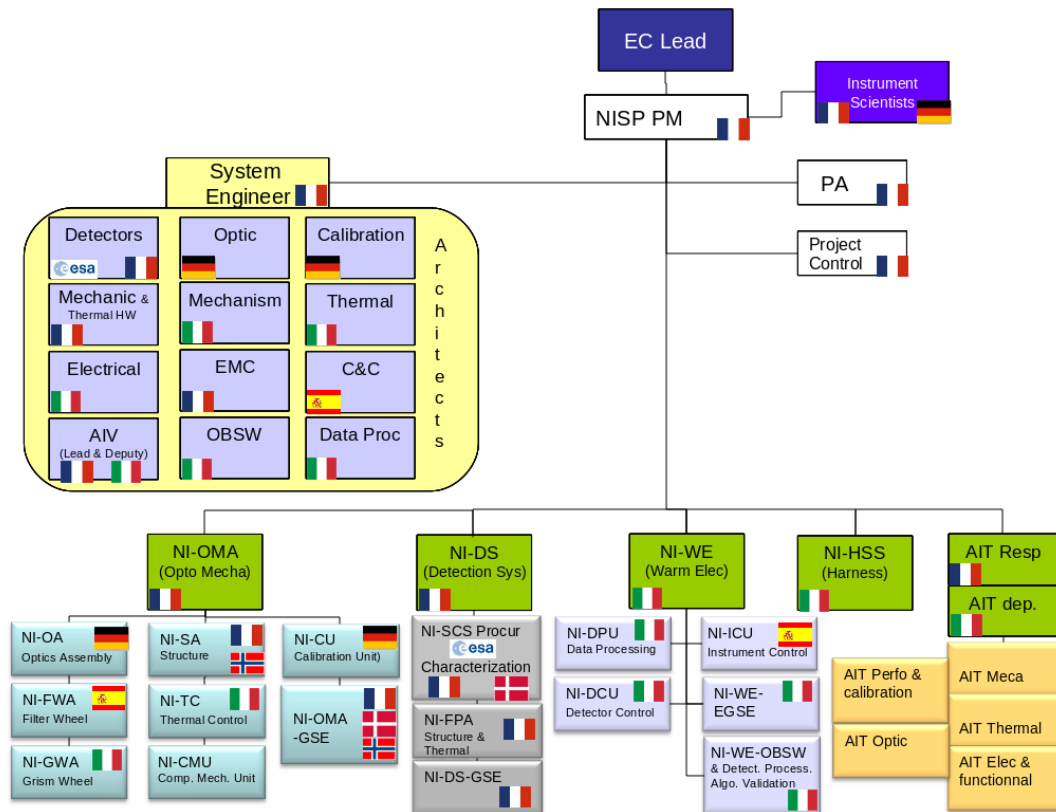 EC Lead
Instrument
Scientists
NISP PM
System
Engineer
PA
Project
Control
Detectors
esa
Optic
Calibration
Architects
Mechanic &
Thermal HW
Mechanism
Thermal
Electrical
EMC
C&C
AIV
(Lead & Deputy)
OBSW
Data Proc
NI-OMA
(Opto Mecha)
NI-DS
(Detection Sys)
NI-WE
(Warm Elec)
NI-HSS
(Harness)
AIT Resp
AIT dep.
NI-OA
Optics Assembly
NI-SA
Structure
NI-CU
Calibration Unit)
NI-FWA
Filter Wheel
NI-TC
Thermal Control
NI-OMA
-GSE
NI-GWA
Grism Wheel
NI-CMU
Comp. Mech. Unit
NI-SCS Procur
esa
Characterization
NI-FPA
Structure &
Thermal
NI-DS-GSE
NI-DPU
Data Processing
NI-ICU
Instrument Control
NI-DCU
Detector Control
NI-WE-
EGSE
NI-WE-OBSW
& Detect. Process.
Algo. Validation
AIT Perfo &
calibration
AIT Optic
AIT Meca
AIT Thermal
AIT Elec &
functionnal